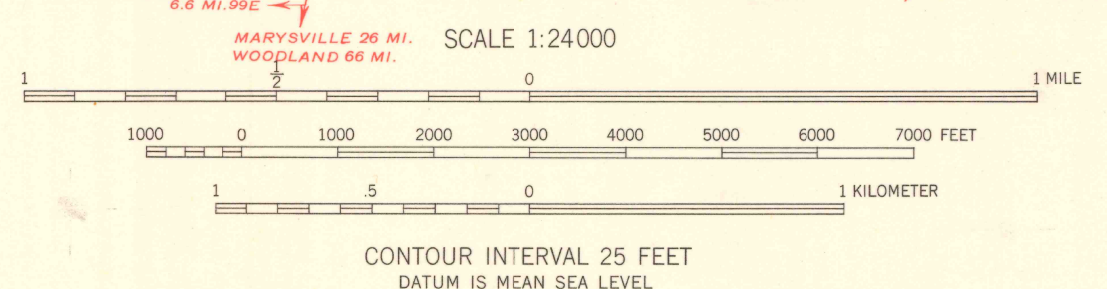 6.6 MI. 99E
MARYSVILLE 26 MI.
WOODLAND 66 MI.
SCALE 1:24000
1 1/2 0 1 MILE
1000 0 1000 2000 3000 4000 5000 6000 7000 FEET
1 .5 0 1 KILOMETER
CONTOUR INTERVAL 25 FEET
DATUM IS MEAN SEA LEVEL